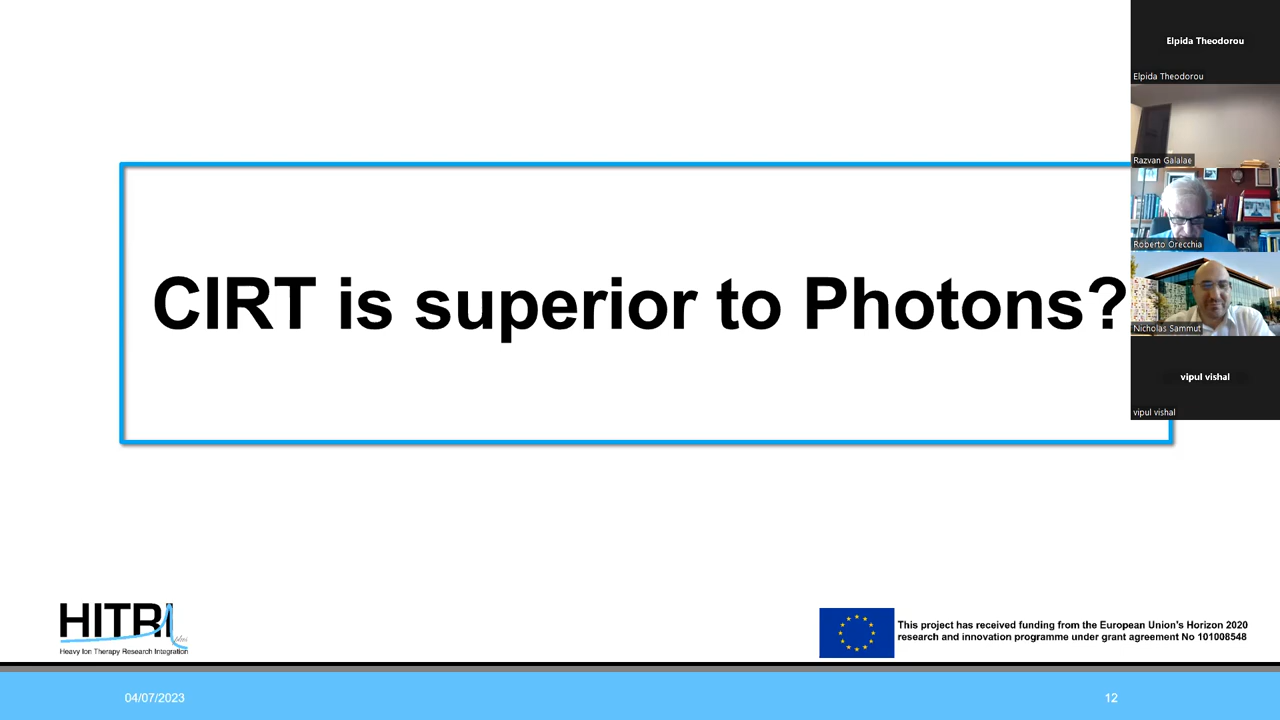 Elpida Theodorou
Elpida Theodorou
Razvan Galalae
Roberto Orecchia
Nicholas Sammut
vipul vishal
vipul vishal
CIRT is superior to Photons?
HITRI
plus
Heavy Ion Therapy Research Integration
This project has received funding from the European Union's Horizon 2020
research and innovation programme under grant agreement No 101008548
04/07/2023
12